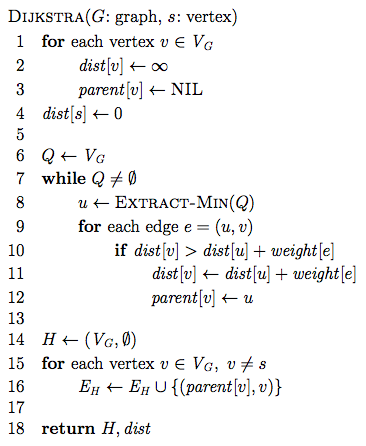 DIJKSTRA(G: graph, s: vertex)
1 for each vertex v ∈ V_G
2 dist[v] ← ∞
3 parent[v] ← NIL
4 dist[s] ← 0
5
6 Q ← V_G
7 while Q ≠ ∅
8 u ← EXTRACT-MIN(Q)
9 for each edge e = (u, v)
10 if dist[v] > dist[u] + weight[e]
11 dist[v] ← dist[u] + weight[e]
12 parent[v] ← u
13
14 H ← (V_G, ∅)
15 for each vertex v ∈ V_G, v ≠ s
16 E_H ← E_H ∪ {(parent[v], v)}
17
18 return H, dist